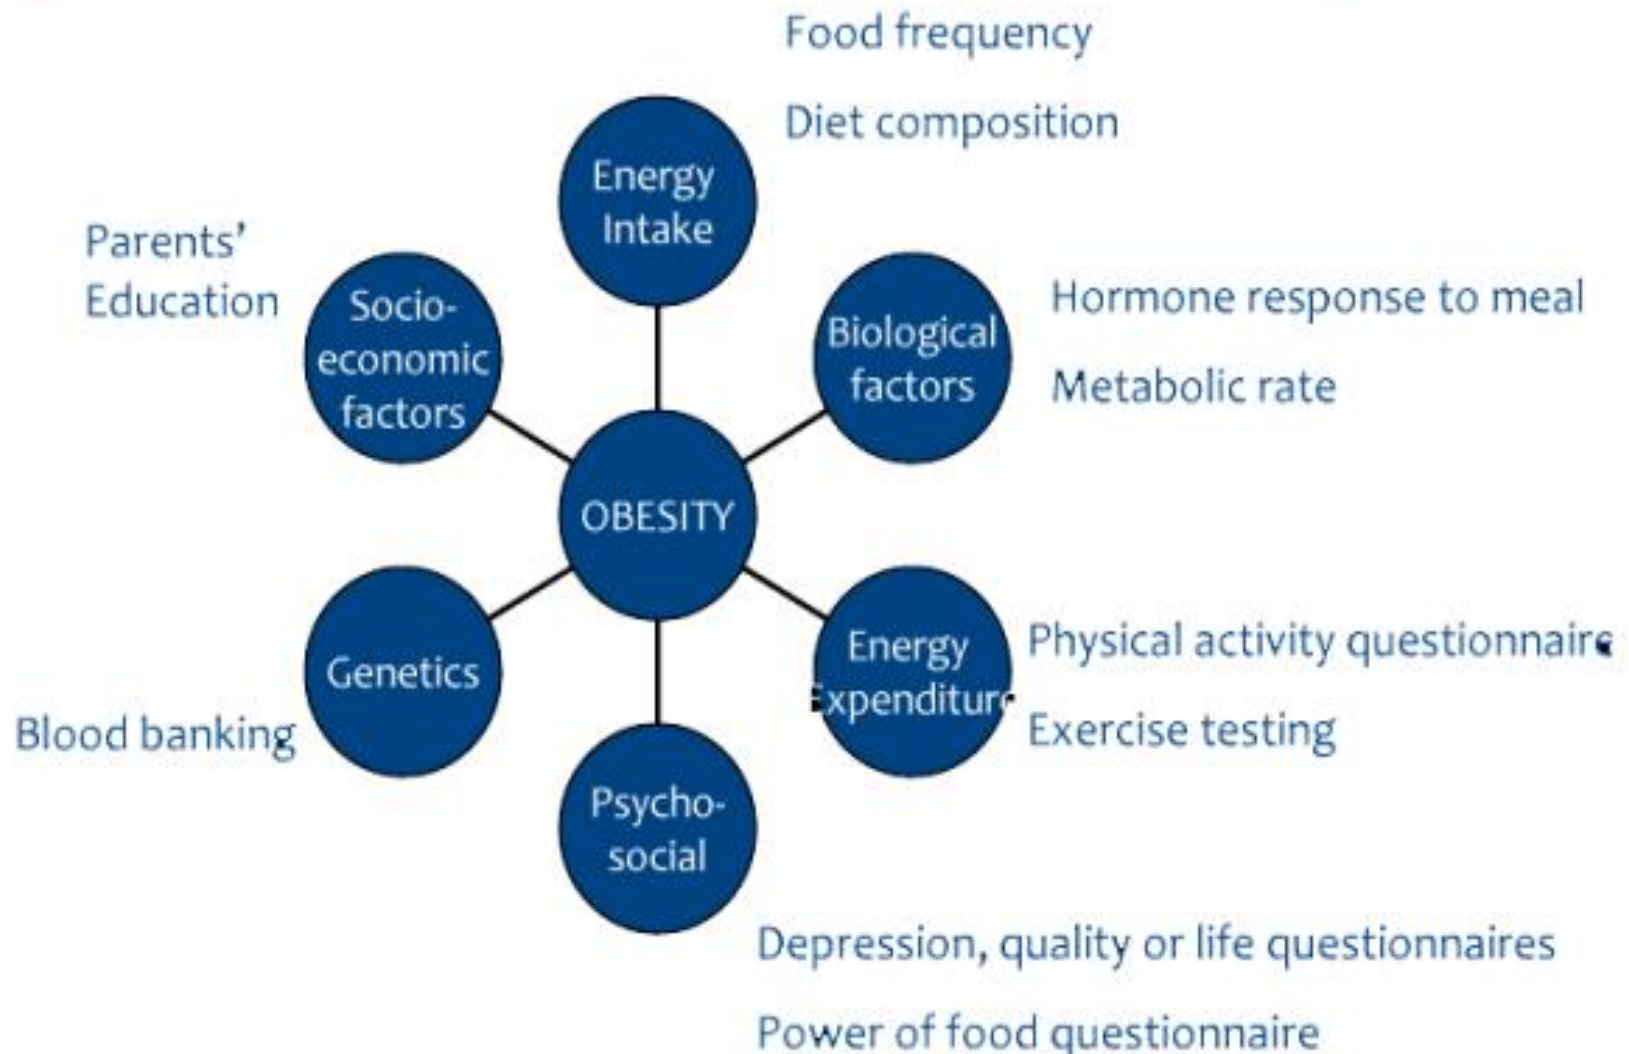 Food frequency
Diet composition
Energy
Intake
Parents'
Education
Socio-
economic
factors
Biological
factors
Hormone response to meal
Metabolic rate
OBESITY
Genetics
Blood banking
Energy
Expenditure
Physical activity questionnaire
Exercise testing
Psycho-
social
Depression, quality or life questionnaires
Power of food questionnaire